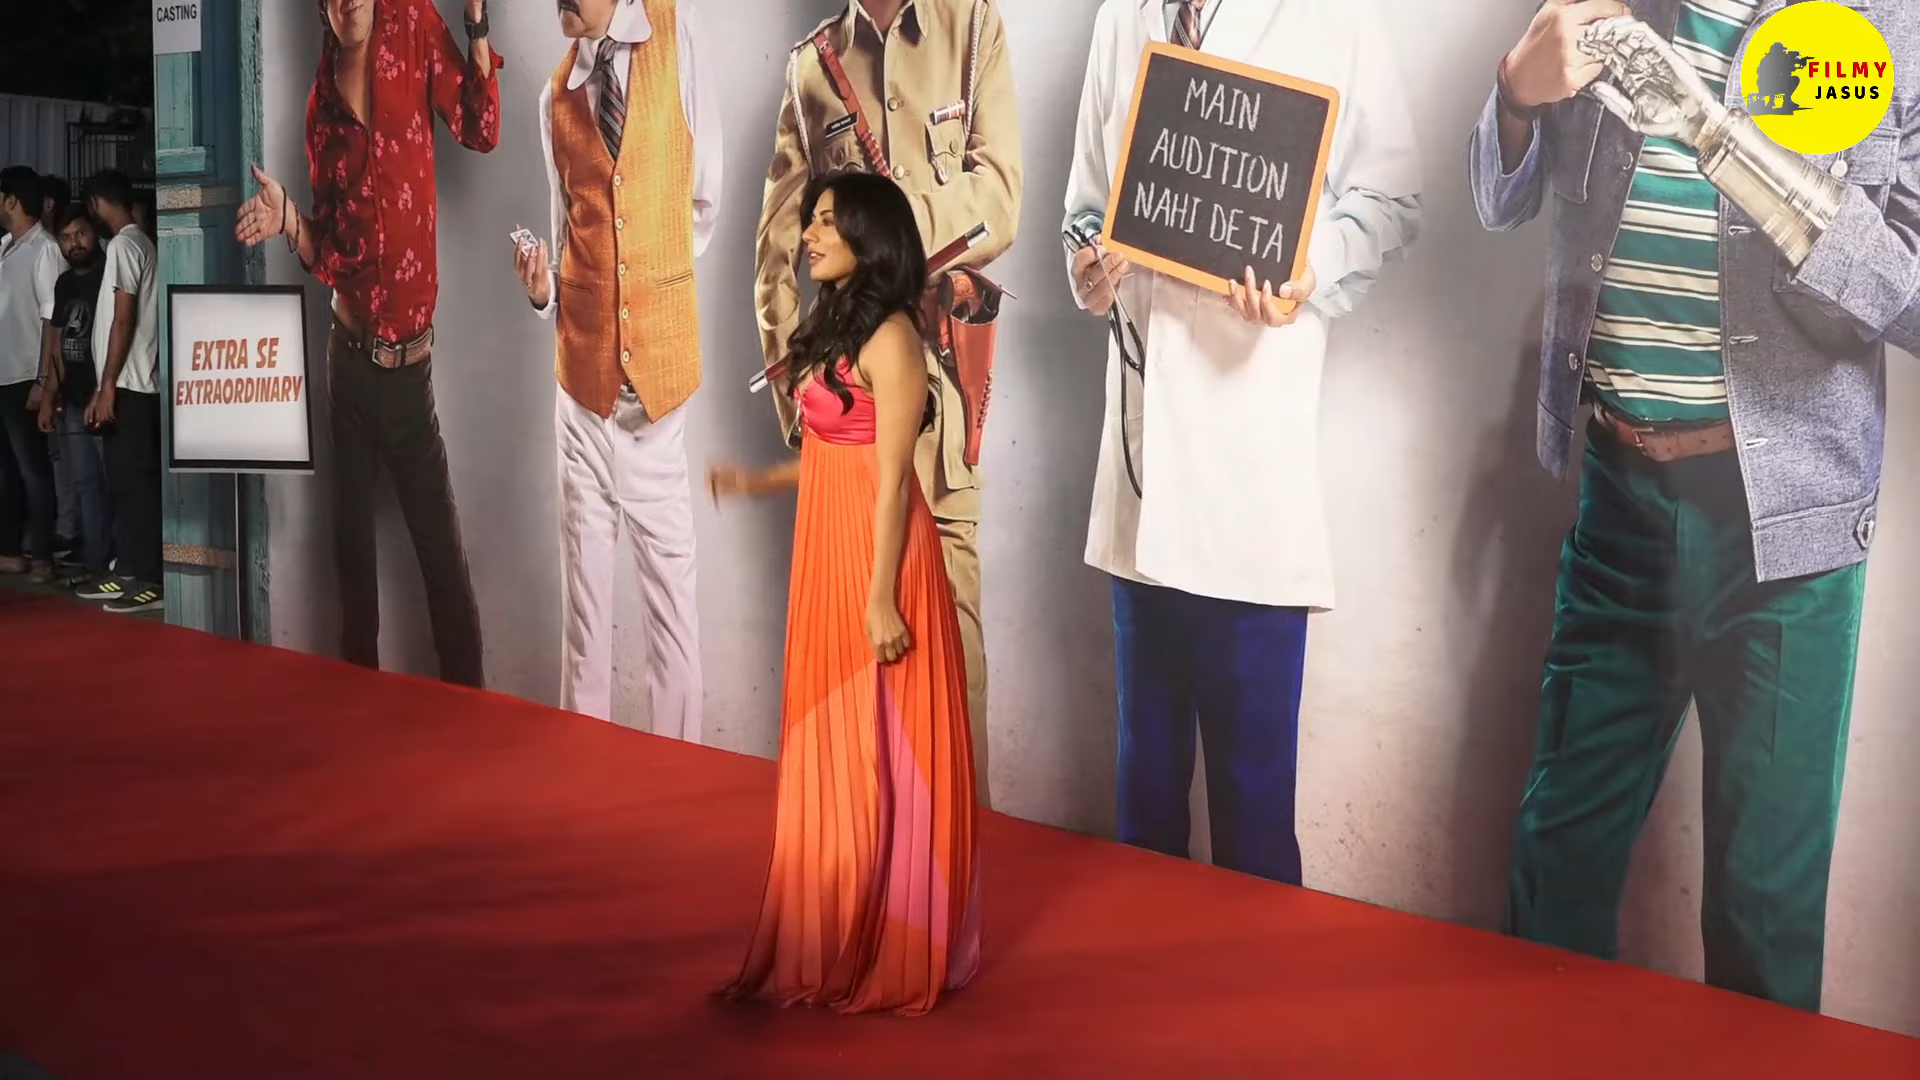 CASTING
EXTRA SE
EXTRAORDINARY
MAIN
AUDITION
NAHI DETA
FILMY
JASUS